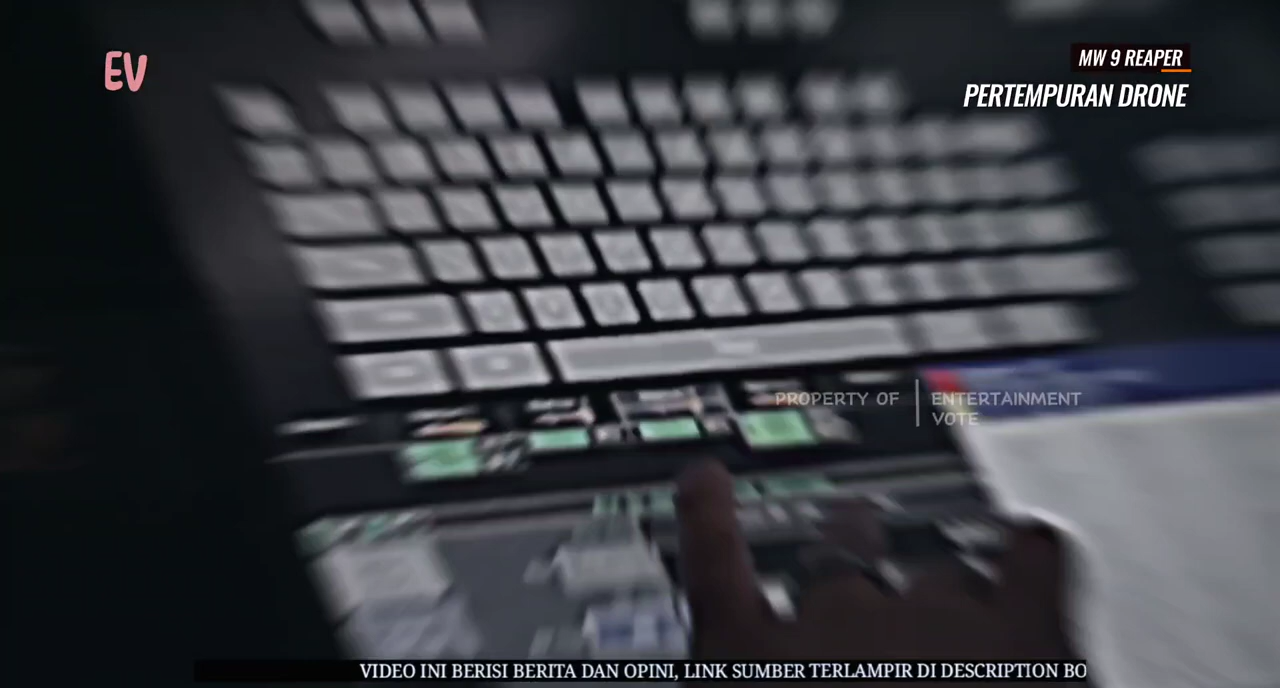 EV
MW 9 REAPER
PERTEMPURAN DRONE
PROPERTY OF
ENTERTAINMENT
VOTE
VIDEO INI BERISI BERITA DAN OPINI, LINK SUMBER TERLAMPIR DI DESCRIPTION BO